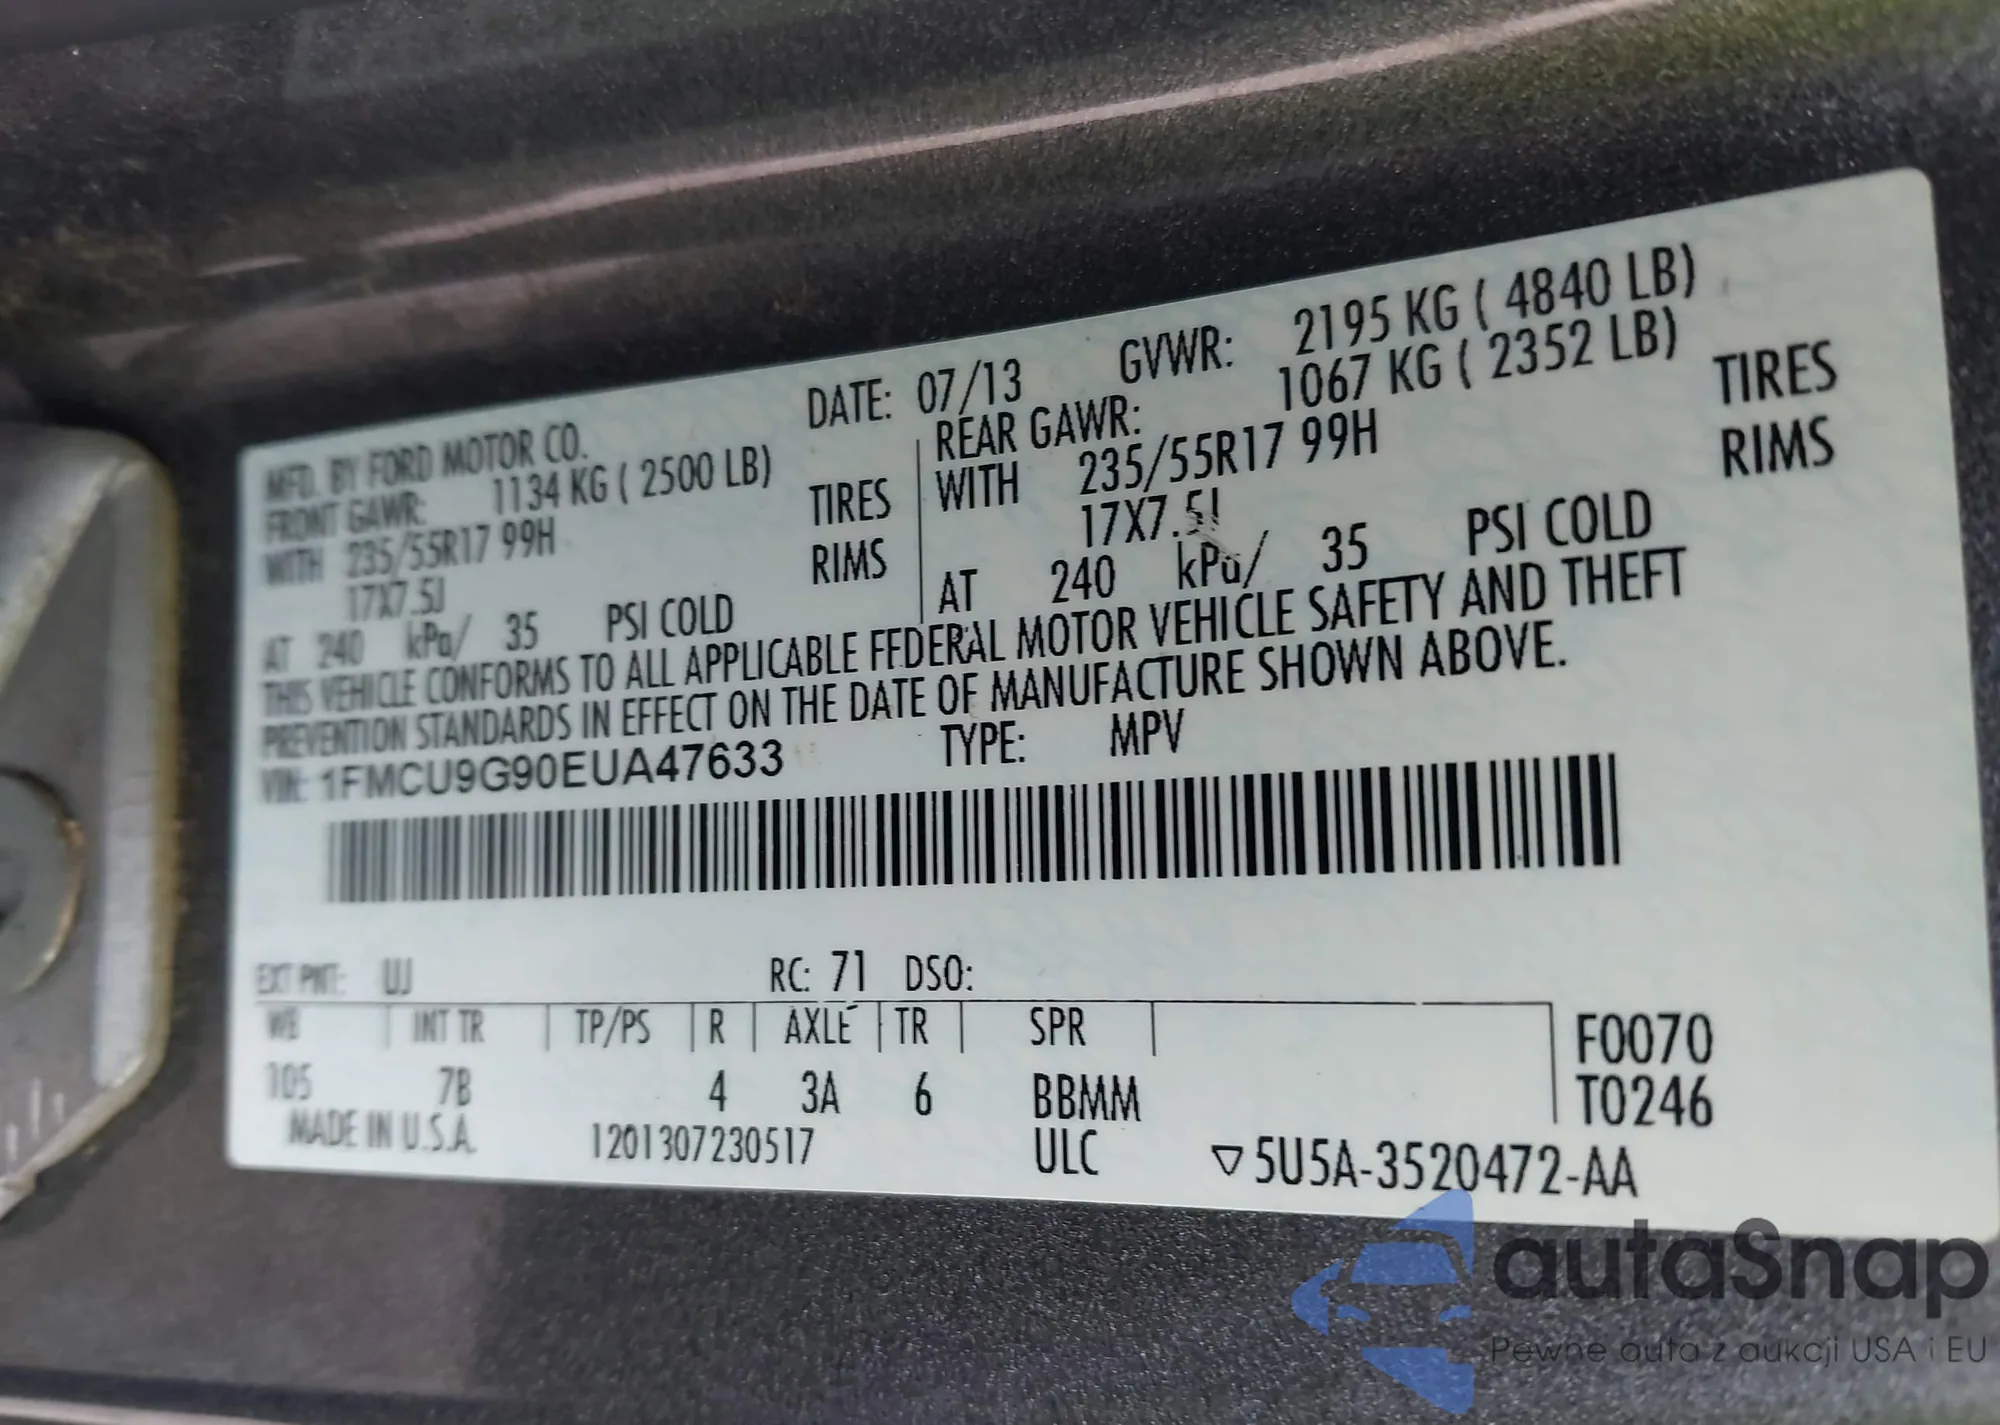 MFD. BY FORD MOTOR CO. DATE: 07/13 GVWR: 2195 KG ( 4840 LB)
FRONT GAWR: 1134 KG ( 2500 LB) REAR GAWR: 1067 KG ( 2352 LB)
WITH 235/55R17 99H TIRES WITH 235/55R17 99H TIRES
17X7.5J RIMS 17X7.5J RIMS
AT 240 kPa/ 35 PSI COLD AT 240 kPa/ 35 PSI COLD
THIS VEHICLE CONFORMS TO ALL APPLICABLE FEDERAL MOTOR VEHICLE SAFETY AND THEFT
PREVENTION STANDARDS IN EFFECT ON THE DATE OF MANUFACTURE SHOWN ABOVE.
VIN: 1FMCU9G90EUA47633 TYPE: MPV
EXT PNT: UJ RC: 71 DSO:
WB INT TR TP/PS R AXLE TR SPR F0070
105 7B 4 3A 6 BBMM T0246
MADE IN U.S.A. 1201307230517 ULC ▽5U5A-3520472-AA
autaSnap
Pewne auta z aukcji USA i EU